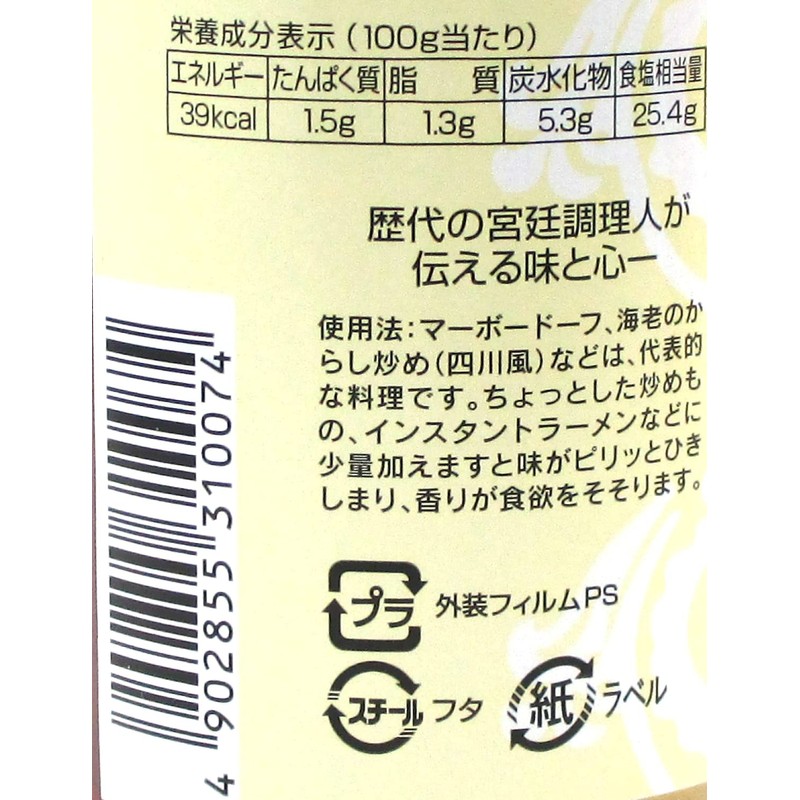 栄養成分表示（100g当たり）
エネルギー たんぱく質 脂 質 炭水化物 食塩相当量
39kcal 1.5g 1.3g 5.3g 25.4g
歴代の宮廷調理人が
伝える味と心ー
使用法:マーボードーフ、海老のか
らし炒め(四川風)などは、代表的
な料理です。ちょっとした炒めも
の、インスタントラーメンなどに
少量加えますと味がピリッとひき
しまり、香りが食欲をそそります。
プラ 外装フィルムPS
スチール フタ 紙 ラベル
4 902855 310074